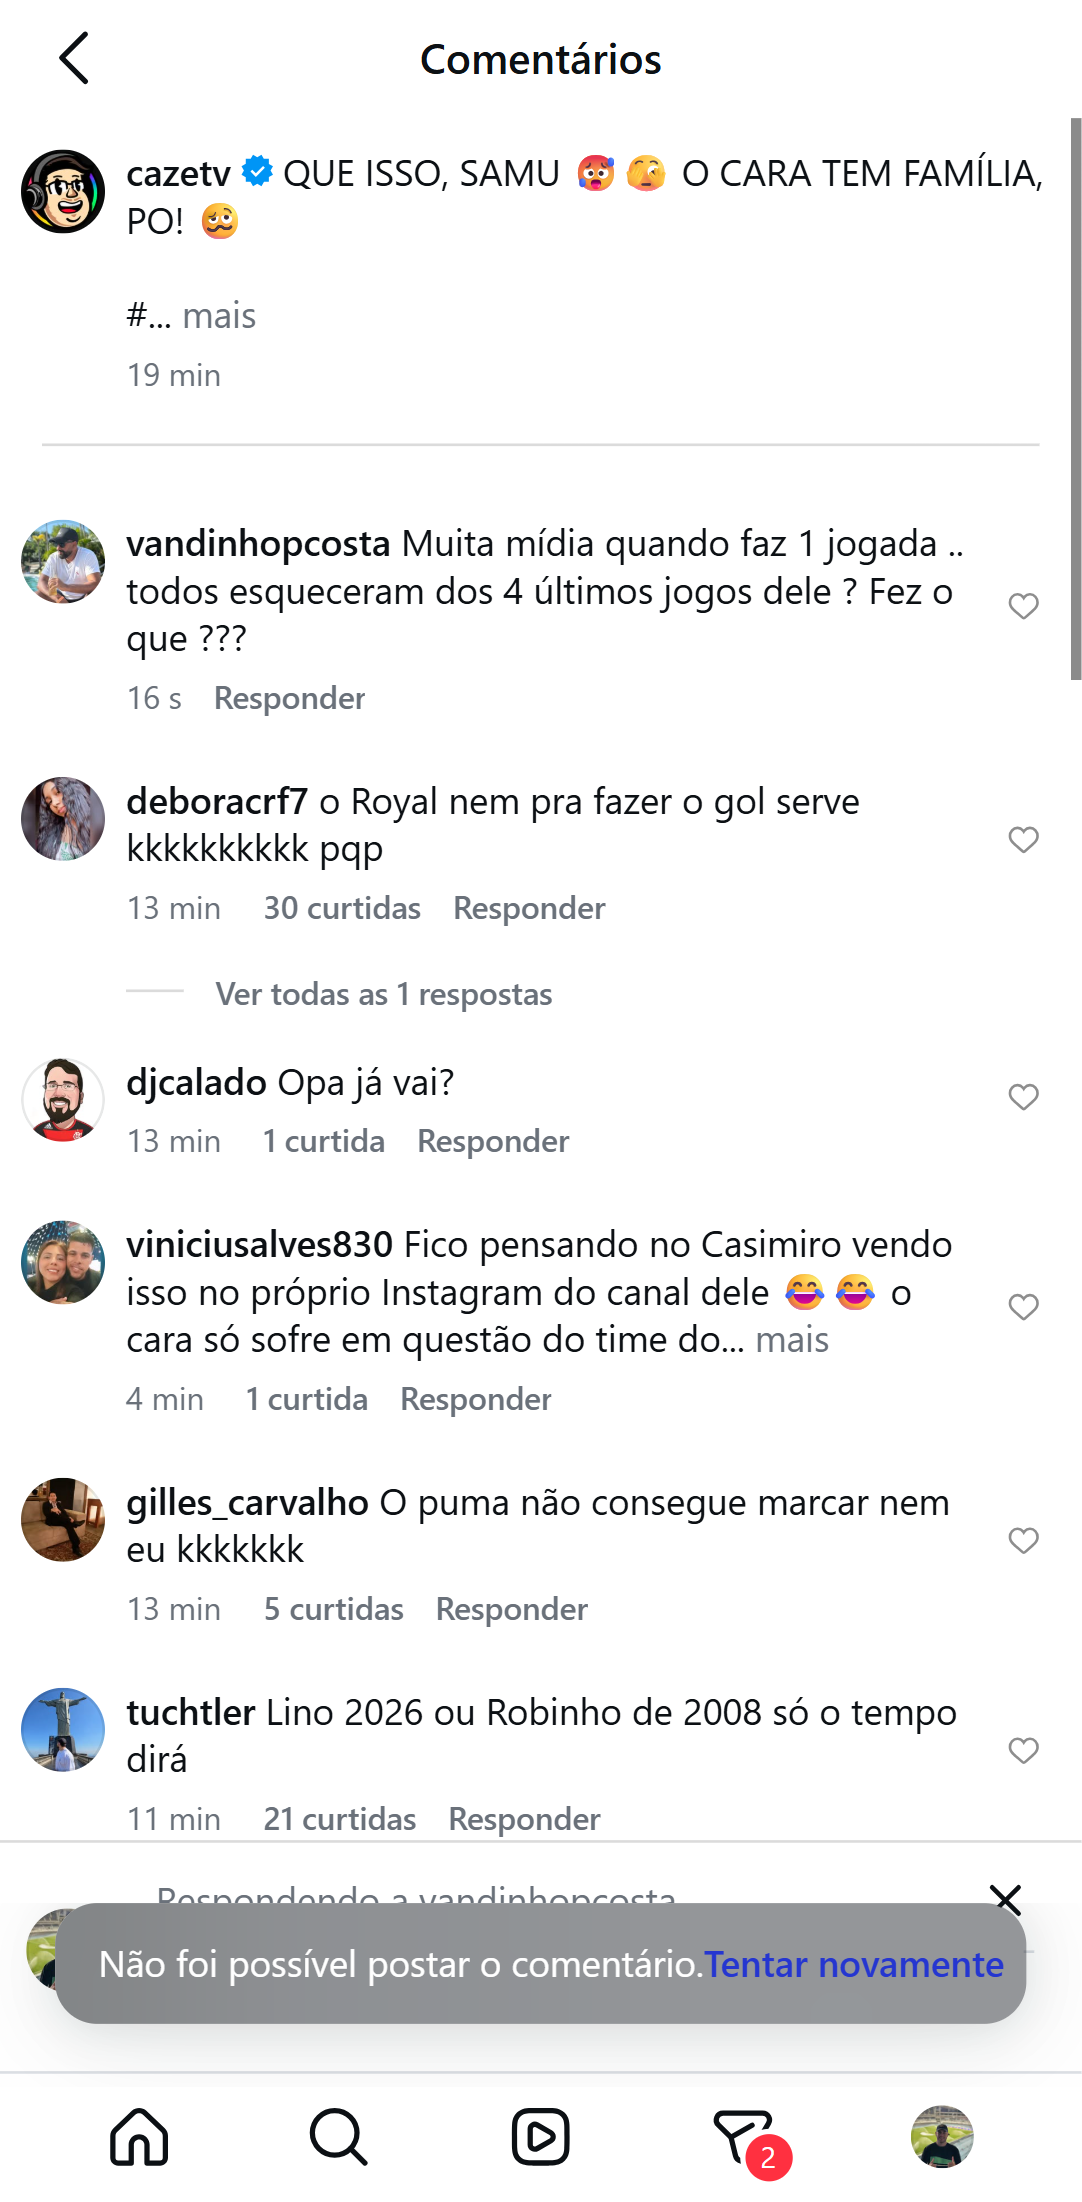 Comentários
cazetv QUE ISSO, SAMU 🥵 🫣 O CARA TEM FAMÍLIA,
PO! 🥴
#... mais
19 min
vandinhopcosta Muita mídia quando faz 1 jogada ..
todos esqueceram dos 4 últimos jogos dele ? Fez o
que ???
16 s Responder
deboracrf7 o Royal nem pra fazer o gol serve
kkkkkkkkkk pqp
13 min 30 curtidas Responder
Ver todas as 1 respostas
djcalado Opa já vai?
13 min 1 curtida Responder
viniciusalves830 Fico pensando no Casimiro vendo
isso no próprio Instagram do canal dele 😂 😂 o
cara só sofre em questão do time do... mais
4 min 1 curtida Responder
gilles_carvalho O puma não consegue marcar nem
eu kkkkkkk
13 min 5 curtidas Responder
tuchtler Lino 2026 ou Robinho de 2008 só o tempo
dirá
11 min 21 curtidas Responder
Respondendo a vandinhopcosta
Não foi possível postar o comentário.Tentar novamente
2